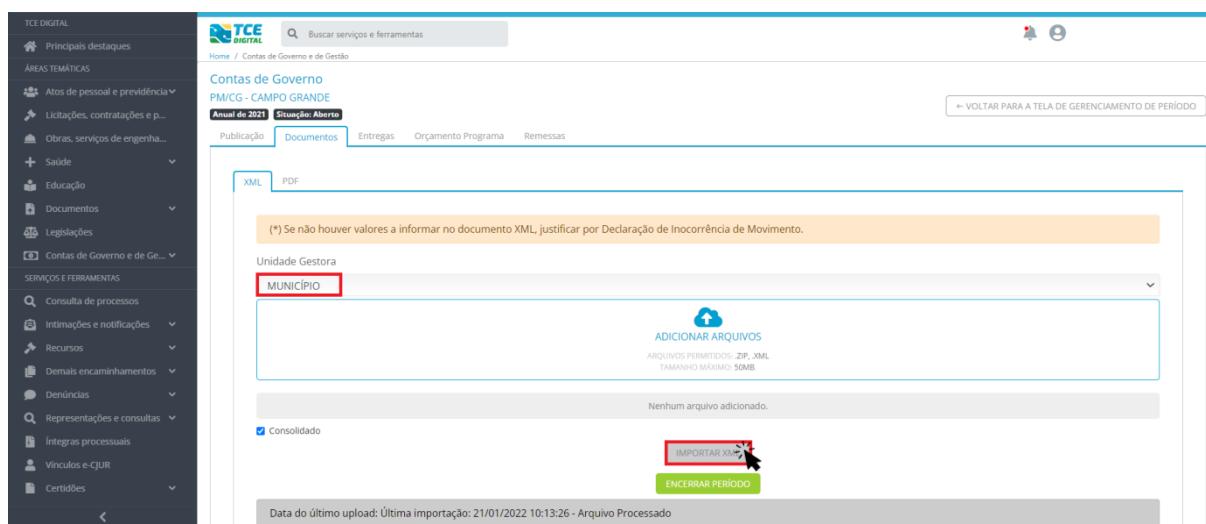 TCE DIGITAL
Principais destaques
ÁREAS TEMÁTICAS
Atos de pessoal e previdência
Licitações, contratações e p...
Obras, serviços de engenha...
Saúde
Educação
Documentos
Legislações
Contas de Governo e de Ge...
SERVIÇOS E FERRAMENTAS
Consulta de processos
Intimações e notificações
Recursos
Demais encaminhamentos
Denúncias
Representações e consultas
Íntegras processuais
Vínculos e-CJUR
Certidões
TCE
DIGITAL
Buscar serviços e ferramentas
Home / Contas de Governo e de Gestão
Contas de Governo
PM/CG - CAMPO GRANDE
Anual de 2021 Situação: Aberto
← VOLTAR PARA A TELA DE GERENCIAMENTO DE PERÍODO
Publicação Documentos Entregas Orçamento Programa Remessas
XML PDF
(*) Se não houver valores a informar no documento XML, justificar por Declaração de Inocorrência de Movimento.
Unidade Gestora
MUNICÍPIO
ADICIONAR ARQUIVOS
ARQUIVOS PERMITIDOS: .ZIP, .XML
TAMANHO MÁXIMO: 50MB
Nenhum arquivo adicionado.
Consolidado
IMPORTAR XML
ENCERRAR PERÍODO
Data do último upload: Última importação: 21/01/2022 10:13:26 - Arquivo Processado